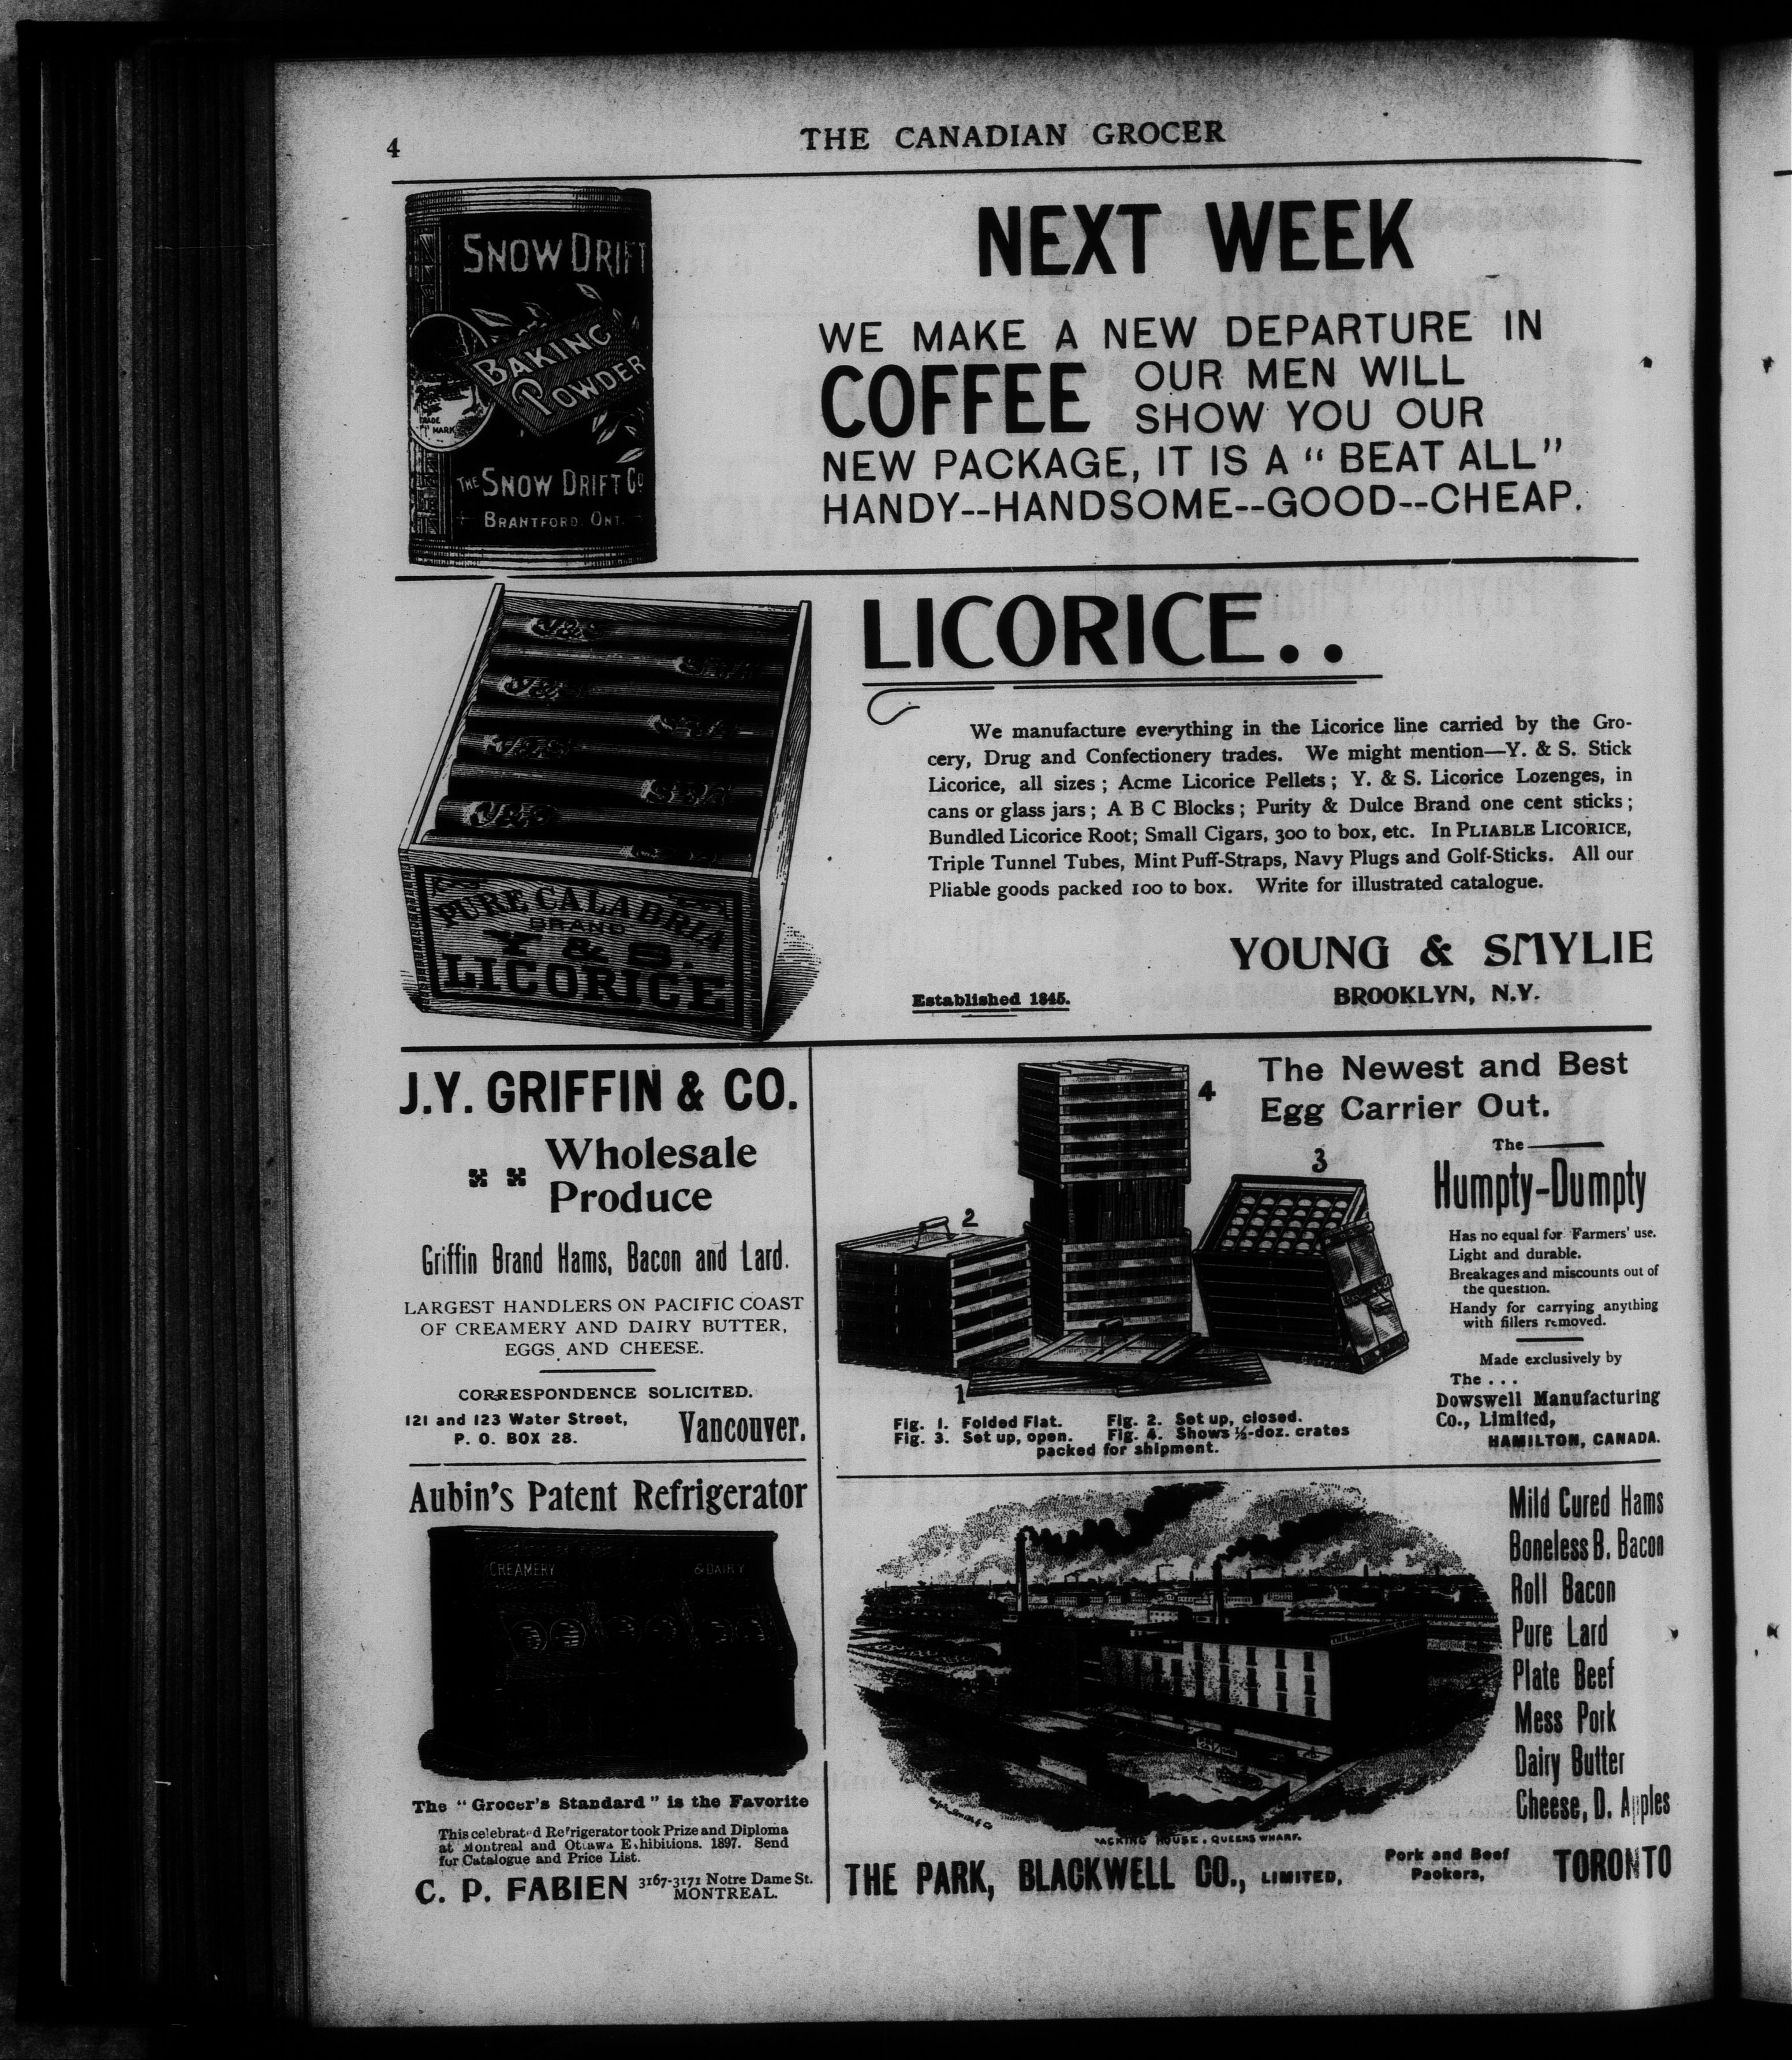 4
THE CANADIAN GROCER
SNOW DRIFT
BAKING
POWDER
TRADE
MARK
THE SNOW DRIFT Co
BRANTFORD. ONT.
NEXT WEEK
WE MAKE A NEW DEPARTURE IN
COFFEE
OUR MEN WILL
SHOW YOU OUR
NEW PACKAGE, IT IS A “ BEAT ALL”
HANDY--HANDSOME--GOOD--CHEAP.
Y&S
Y&S
Y&S
Y&S
PURE CALABRIA
BRAND
Y & S.
LICORICE
LICORICE..
We manufacture everything in the Licorice line carried by the Gro-
cery, Drug and Confectionery trades. We might mention—Y. & S. Stick
Licorice, all sizes ; Acme Licorice Pellets ; Y. & S. Licorice Lozenges, in
cans or glass jars ; A B C Blocks ; Purity & Dulce Brand one cent sticks ;
Bundled Licorice Root; Small Cigars, 300 to box, etc. In PLIABLE LICORICE,
Triple Tunnel Tubes, Mint Puff-Straps, Navy Plugs and Golf-Sticks. All our
Pliable goods packed 100 to box. Write for illustrated catalogue.
YOUNG & SMYLIE
BROOKLYN, N.Y.
Established 1845.
J.Y. GRIFFIN & CO.
Wholesale
Produce
Griffin Brand Hams, Bacon and Lard.
LARGEST HANDLERS ON PACIFIC COAST
OF CREAMERY AND DAIRY BUTTER,
EGGS AND CHEESE.
CORRESPONDENCE SOLICITED.
121 and 123 Water Street,
P. O. BOX 28.
Vancouver.
The Newest and Best
Egg Carrier Out.
4
3
2
1
The
Humpty-Dumpty
Has no equal for Farmers' use.
Light and durable.
Breakages and miscounts out of
the question.
Handy for carrying anything
with fillers removed.
Made exclusively by
The . . .
Dowswell Manufacturing
Co., Limited,
HAMILTON, CANADA.
Fig. 1. Folded Flat. Fig. 2. Set up, closed.
Fig. 3. Set up, open. Fig. 4. Shows ½-doz. crates
packed for shipment.
Aubin's Patent Refrigerator
CREAMERY & DAIRY
The “ Grocer's Standard ” is the Favorite
This celebrated Refrigerator took Prize and Diploma
at Montreal and Ottawa Exhibitions. 1897. Send
for Catalogue and Price List.
C. P. FABIEN
3167-3171 Notre Dame St.
MONTREAL.
Mild Cured Hams
Boneless B. Bacon
Roll Bacon
Pure Lard
Plate Beef
Mess Pork
Dairy Butter
Cheese, D. Apples
PACKING HOUSE, QUEENS WHARF.
THE PARK, BLACKWELL CO., LIMITED,
Pork and Beef
Packers,
TORONTO